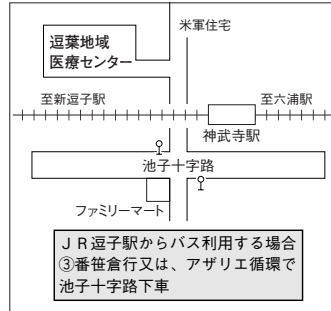 米軍住宅
逗葉地域
医療センター
至新逗子駅
至六浦駅
神武寺駅
池子十字路
ファミリーマート
ＪＲ逗子駅からバス利用する場合
③番笹倉行又は、アザリエ循環で
池子十字路下車